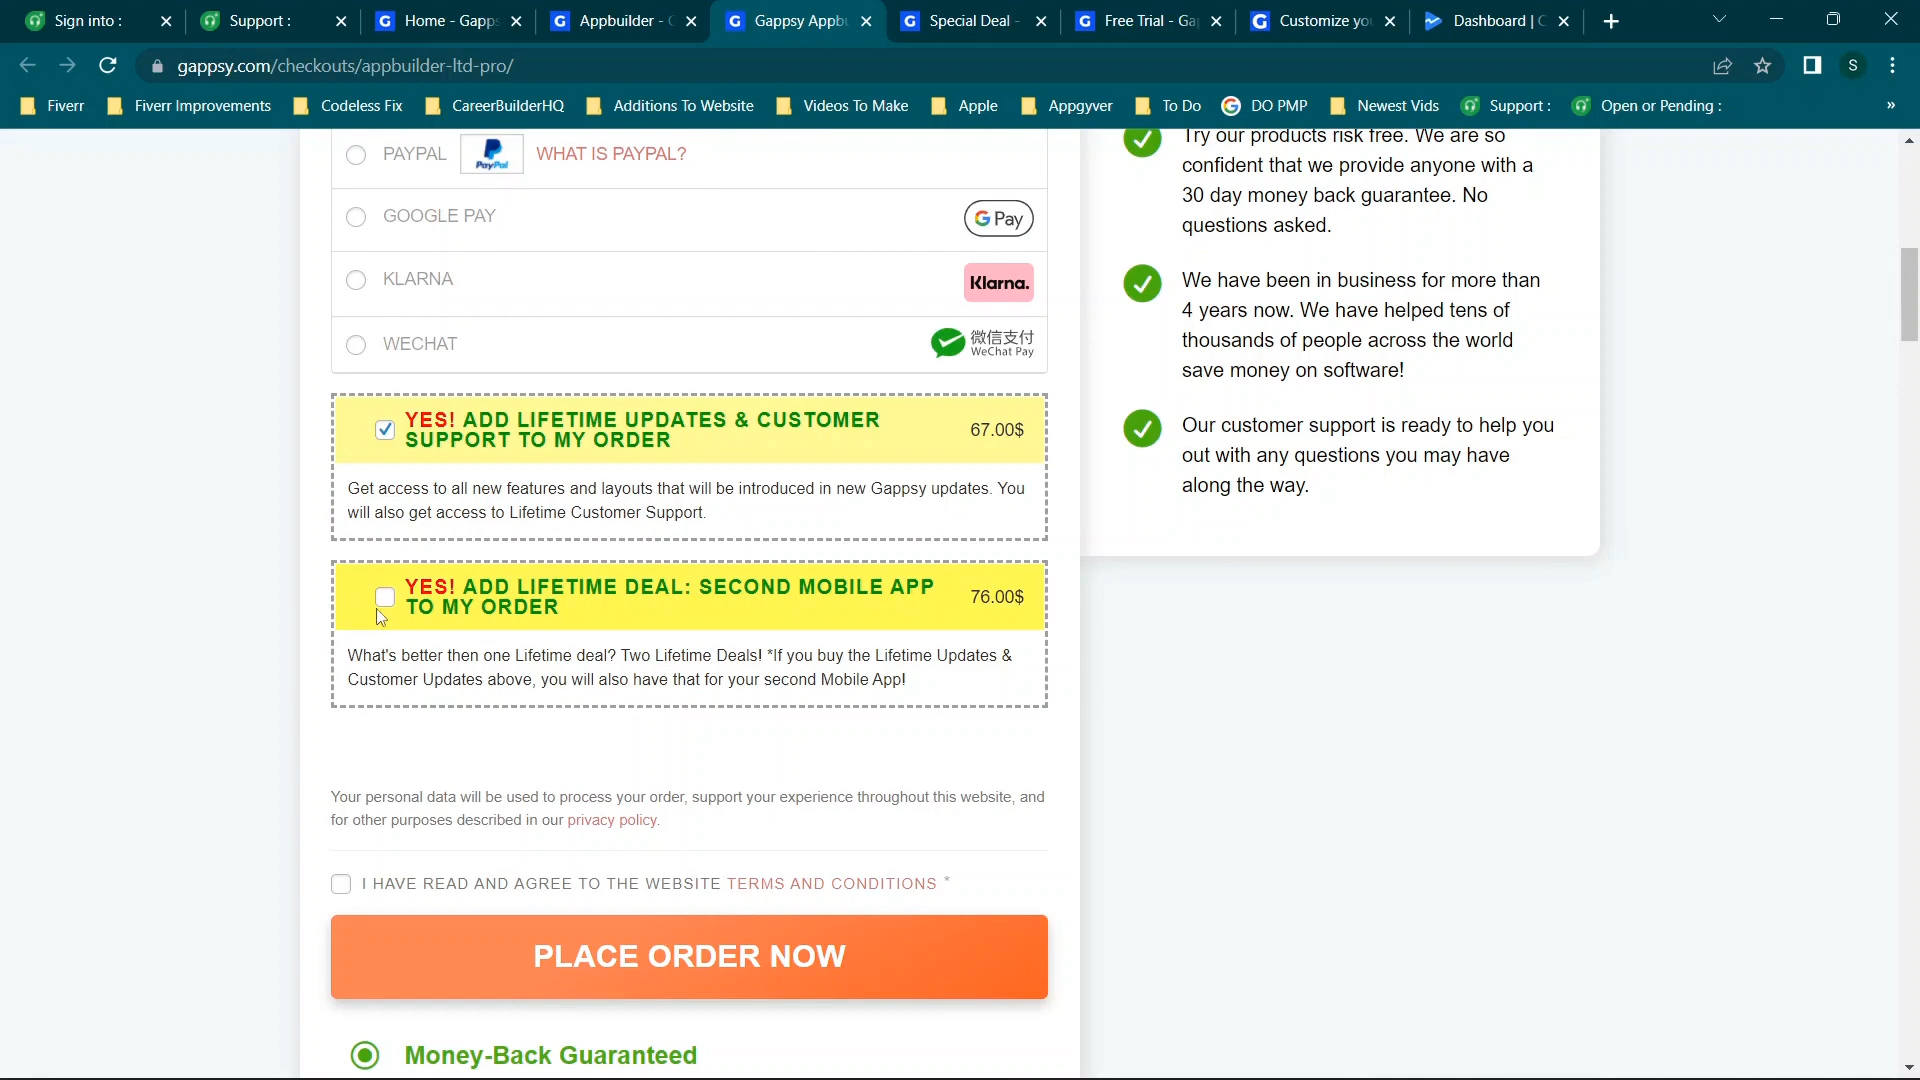 Sign into :
Support :
Home - Gapps
Appbuilder -
Gappsy Appb
Special Deal -
Free Trial - Ga
Customize yo
Dashboard |
gappsy.com/checkouts/appbuilder-ltd-pro/
S
Fiverr
Fiverr Improvements
Codeless Fix
CareerBuilderHQ
Additions To Website
Videos To Make
Apple
Appgyver
To Do
DO PMP
Newest Vids
Support :
Open or Pending :
»
PAYPAL
PayPal
WHAT IS PAYPAL?
GOOGLE PAY
G Pay
KLARNA
Klarna.
WECHAT
微信支付
WeChat Pay
YES! ADD LIFETIME UPDATES & CUSTOMER
SUPPORT TO MY ORDER
67.00$
Get access to all new features and layouts that will be introduced in new Gappsy updates. You
will also get access to Lifetime Customer Support.
YES! ADD LIFETIME DEAL: SECOND MOBILE APP
TO MY ORDER
76.00$
What's better then one Lifetime deal? Two Lifetime Deals! *If you buy the Lifetime Updates &
Customer Updates above, you will also have that for your second Mobile App!
Your personal data will be used to process your order, support your experience throughout this website, and
for other purposes described in our privacy policy.
I HAVE READ AND AGREE TO THE WEBSITE TERMS AND CONDITIONS *
PLACE ORDER NOW
Money-Back Guaranteed
Try our products risk free. We are so
confident that we provide anyone with a
30 day money back guarantee. No
questions asked.
We have been in business for more than
4 years now. We have helped tens of
thousands of people across the world
save money on software!
Our customer support is ready to help you
out with any questions you may have
along the way.